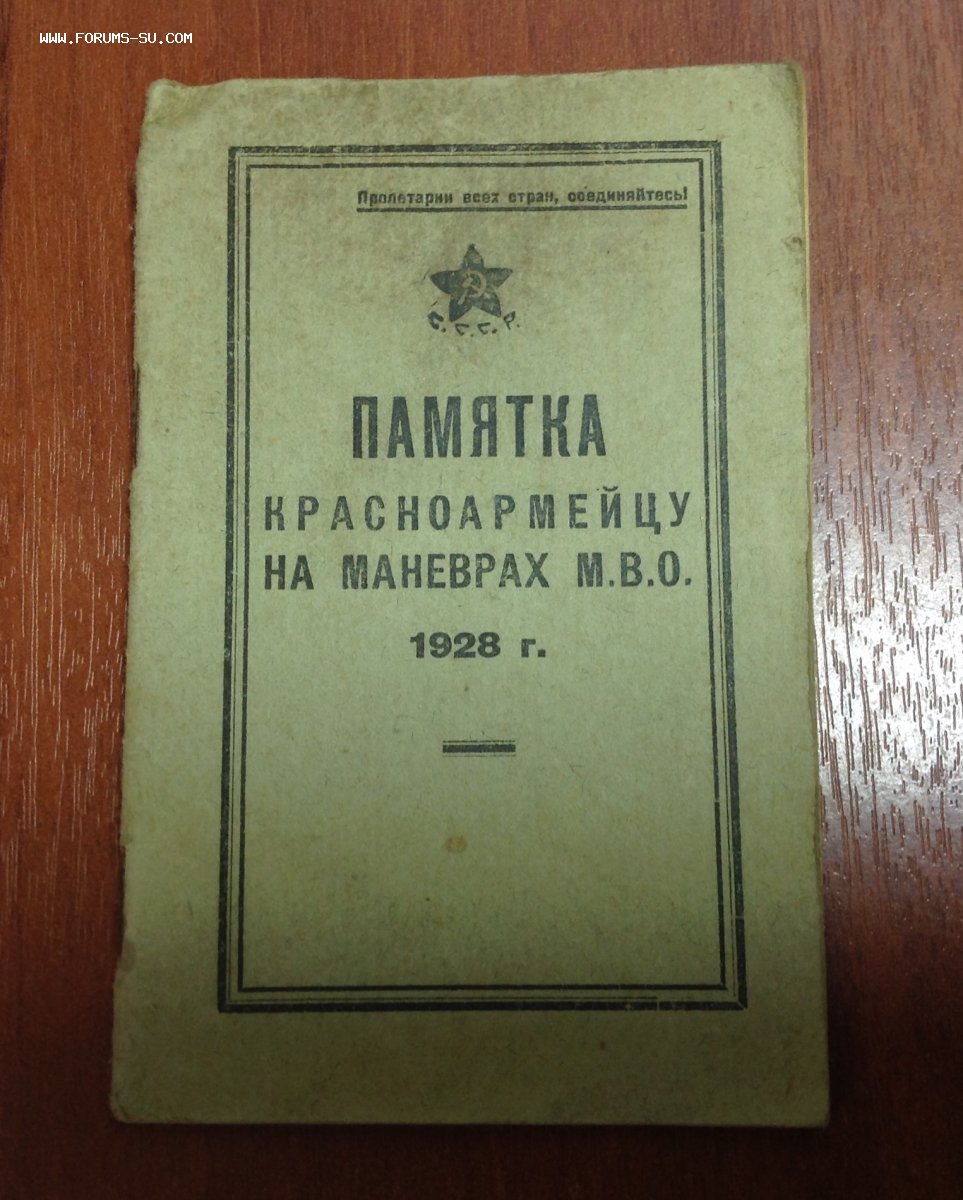 WWW.FORUMS-SU.COM
Пролетарии всех стран, соединяйтесь!
С.С.С.Р.
ПАМЯТКА
КРАСНОАРМЕЙЦУ
НА МАНЕВРАХ М.В.О.
1928 г.